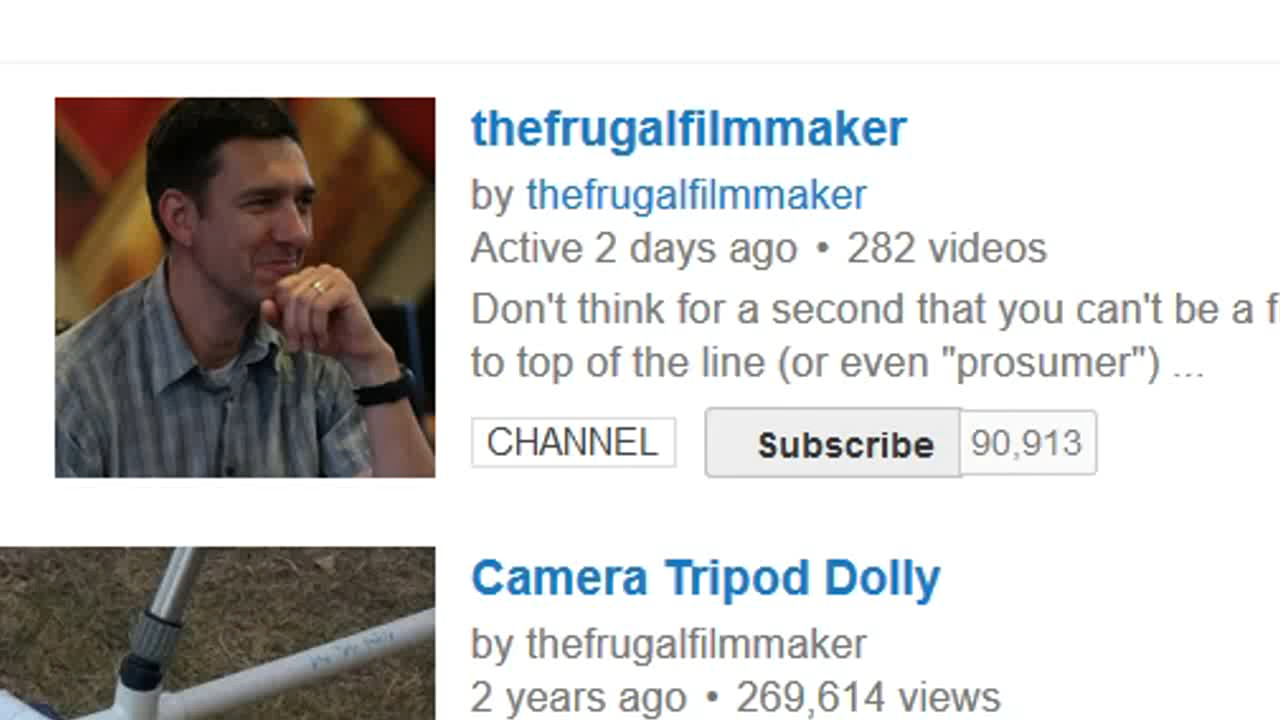 thefrugalfilmmaker
by thefrugalfilmmaker
Active 2 days ago • 282 videos
Don't think for a second that you can't be a f
to top of the line (or even "prosumer") ...
CHANNEL Subscribe 90,913
Camera Tripod Dolly
by thefrugalfilmmaker
2 years ago • 269,614 views